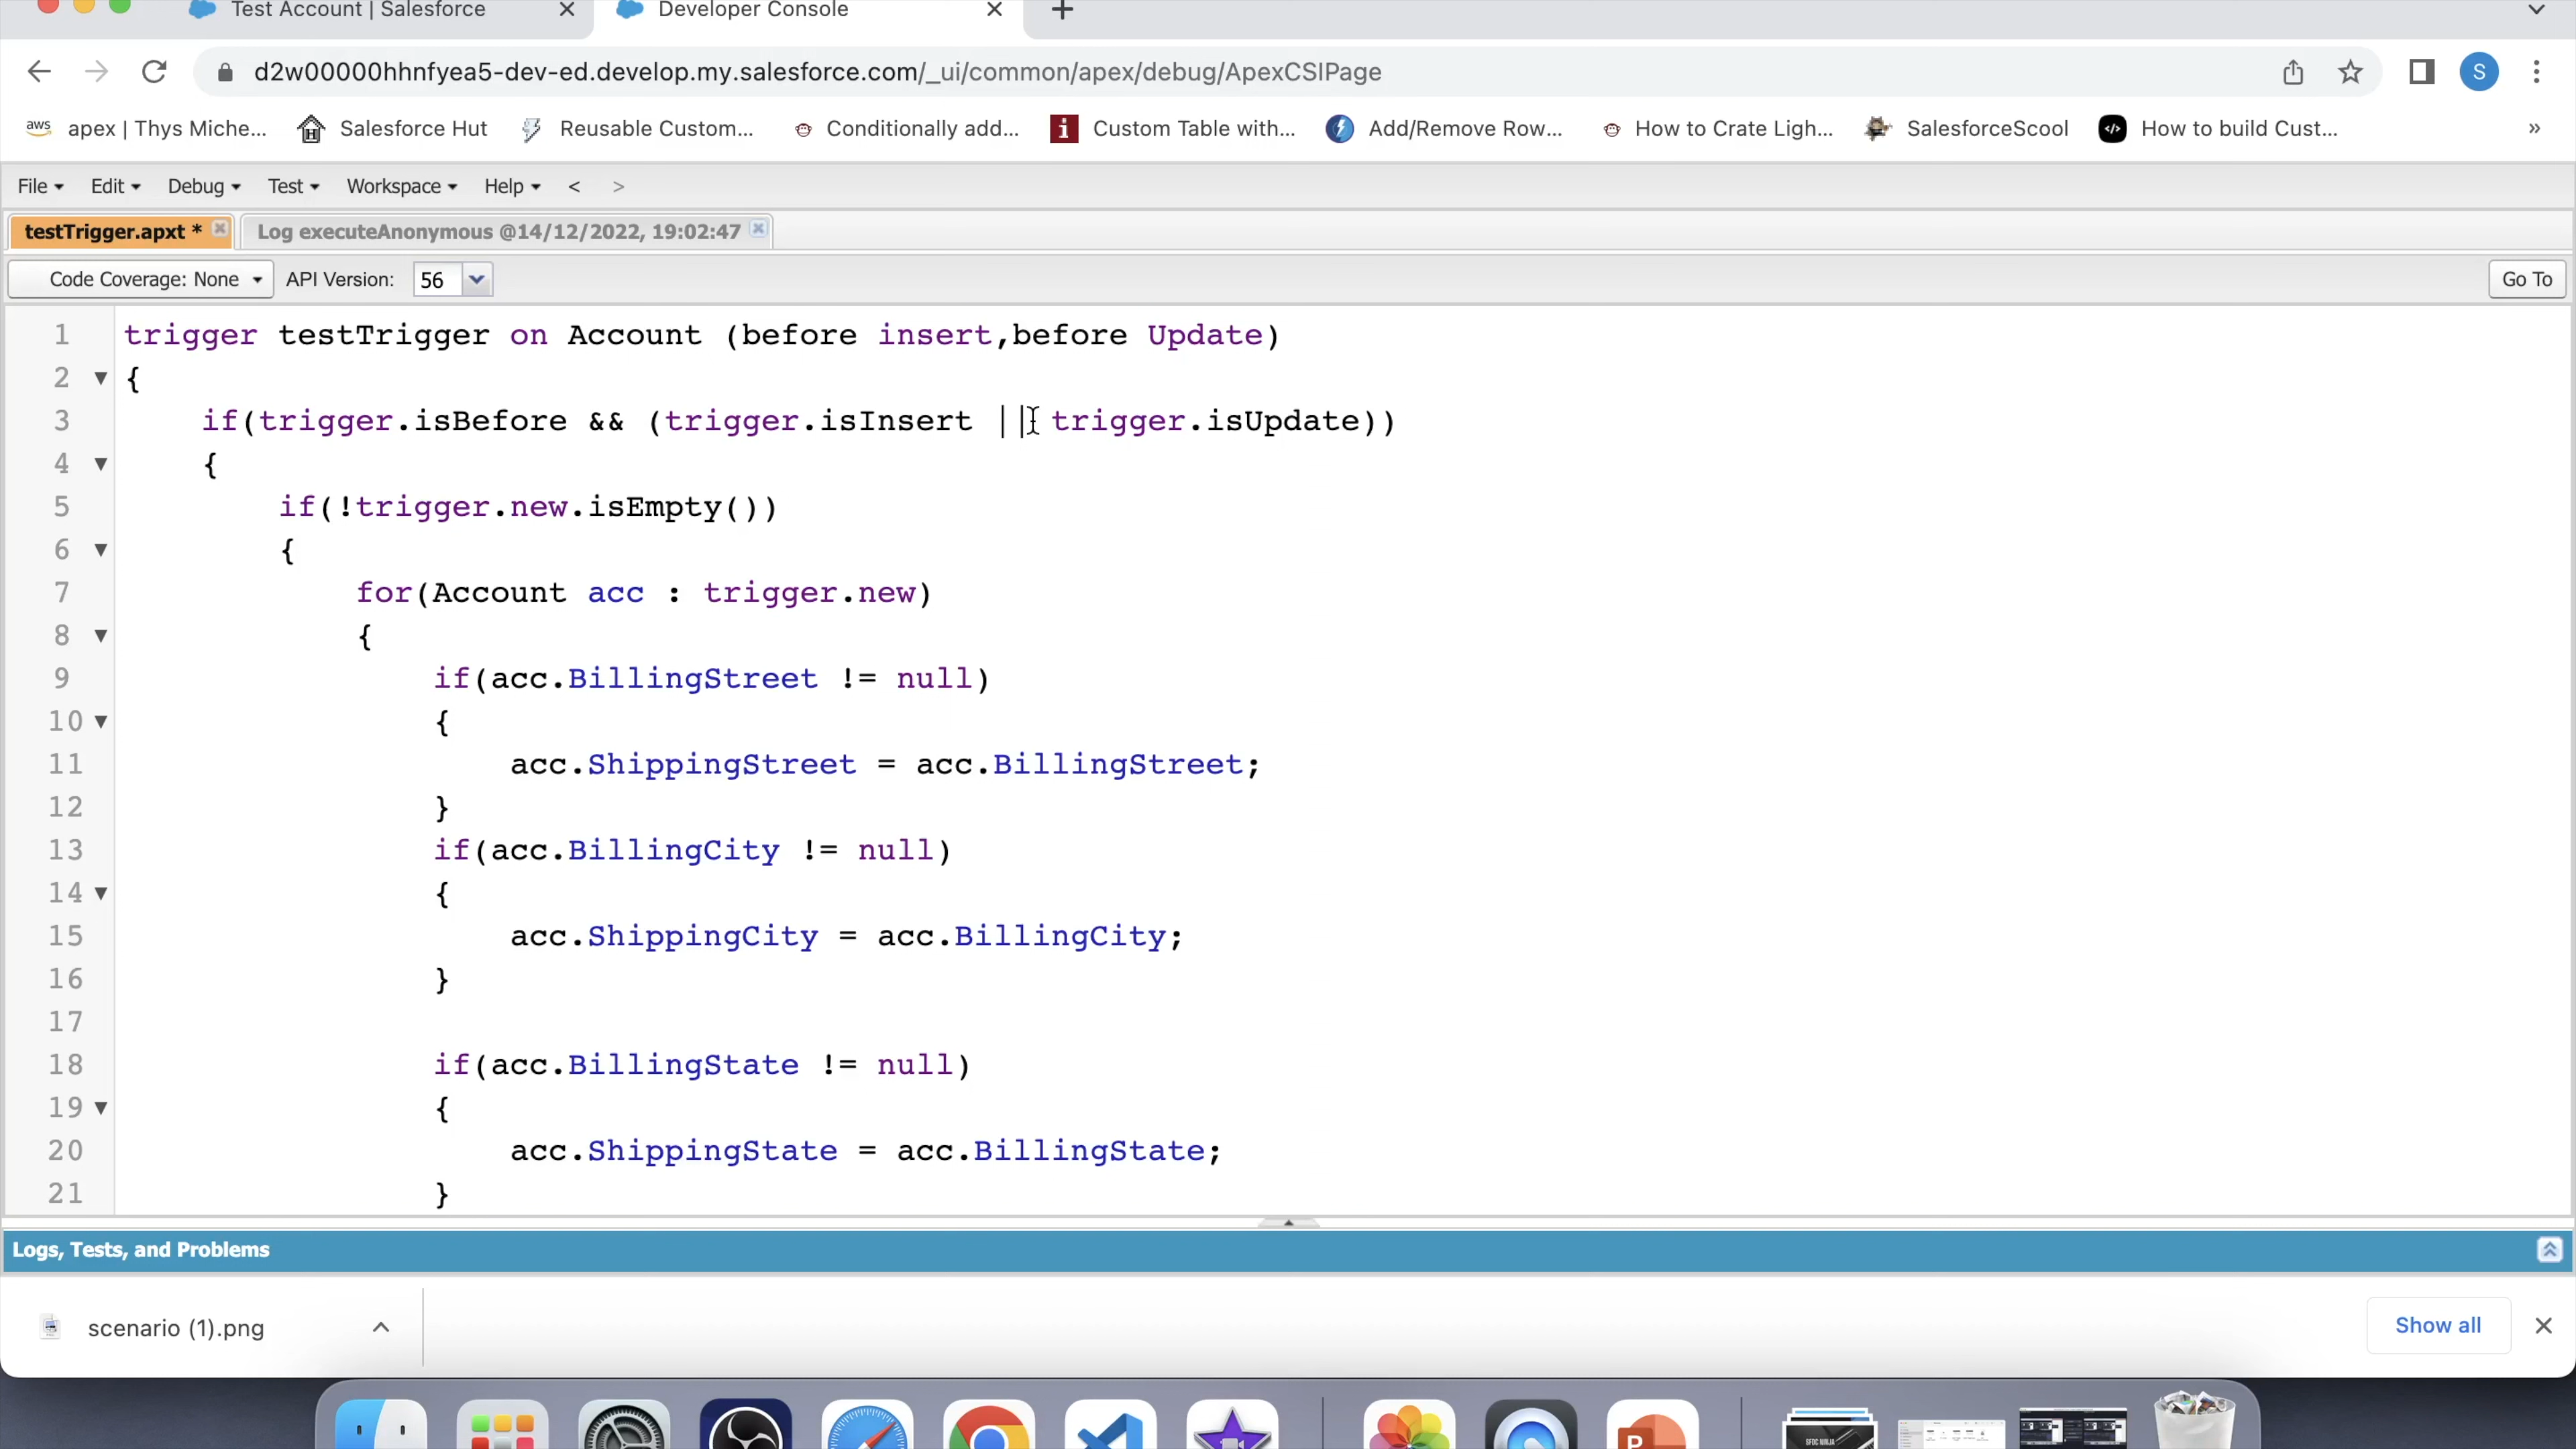 Test Account | Salesforce
Developer Console
d2w00000hhnfyea5-dev-ed.develop.my.salesforce.com/_ui/common/apex/debug/ApexCSIPage
S
aws apex | Thys Miche...
Salesforce Hut
Reusable Custom...
Conditionally add...
i Custom Table with...
Add/Remove Row...
How to Crate Ligh...
SalesforceScool
How to build Cust...
»
File Edit Debug Test Workspace Help < >
testTrigger.apxt *
Log executeAnonymous @14/12/2022, 19:02:47
Code Coverage: None API Version: 56 Go To
1 trigger testTrigger on Account (before insert,before Update)
2 {
3 if(trigger.isBefore && (trigger.isInsert || trigger.isUpdate))
4 {
5 if(!trigger.new.isEmpty())
6 {
7 for(Account acc : trigger.new)
8 {
9 if(acc.BillingStreet != null)
10 {
11 acc.ShippingStreet = acc.BillingStreet;
12 }
13 if(acc.BillingCity != null)
14 {
15 acc.ShippingCity = acc.BillingCity;
16 }
17
18 if(acc.BillingState != null)
19 {
20 acc.ShippingState = acc.BillingState;
21 }
Logs, Tests, and Problems
scenario (1).png
Show all
P
SFDC NINJA